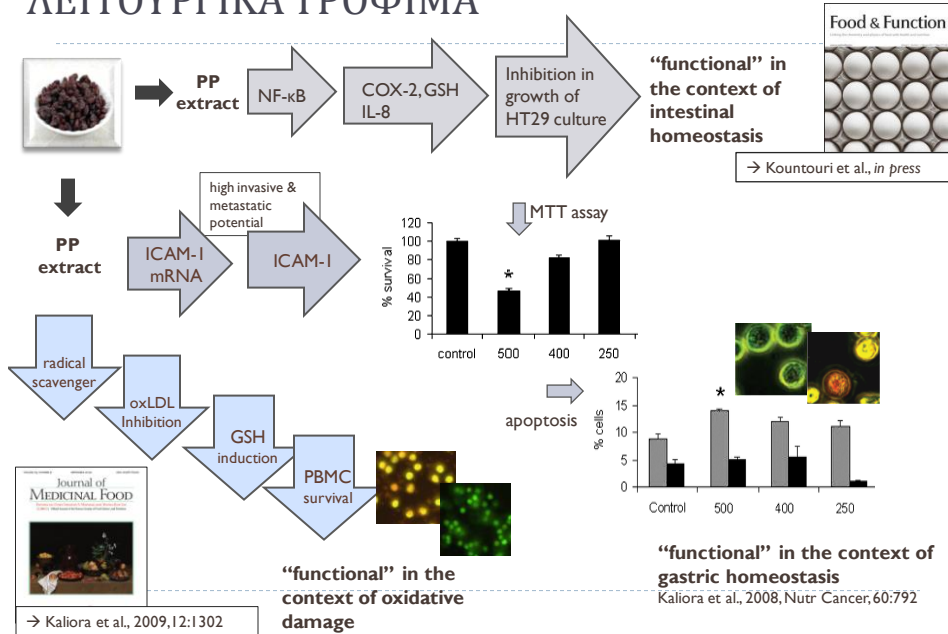 ΛΕΙΤΟΥΡΓΙΚΑ ΤΡΟΦΙΜΑ
PP
extract
NF-κB
COX-2, GSH
IL-8
Inhibition in
growth of
HT29 culture
“functional” in
the context of
intestinal
homeostasis
Food & Function
→ Kountouri et al., in press
PP
extract
ICAM-1
mRNA
high invasive &
metastatic
potential
ICAM-1
MTT assay
% survival
120
100
80
60
40
20
0
*
control
500
400
250
apoptosis
% cells
20
15
10
5
0
*
Control
500
400
250
radical
scavenger
oxLDL
Inhibition
GSH
induction
PBMC
survival
Journal of
MEDICINAL FOOD
→ Kaliora et al., 2009, 12:1302
“functional” in the
context of oxidative
damage
“functional” in the context of
gastric homeostasis
Kaliora et al., 2008, Nutr Cancer, 60:792